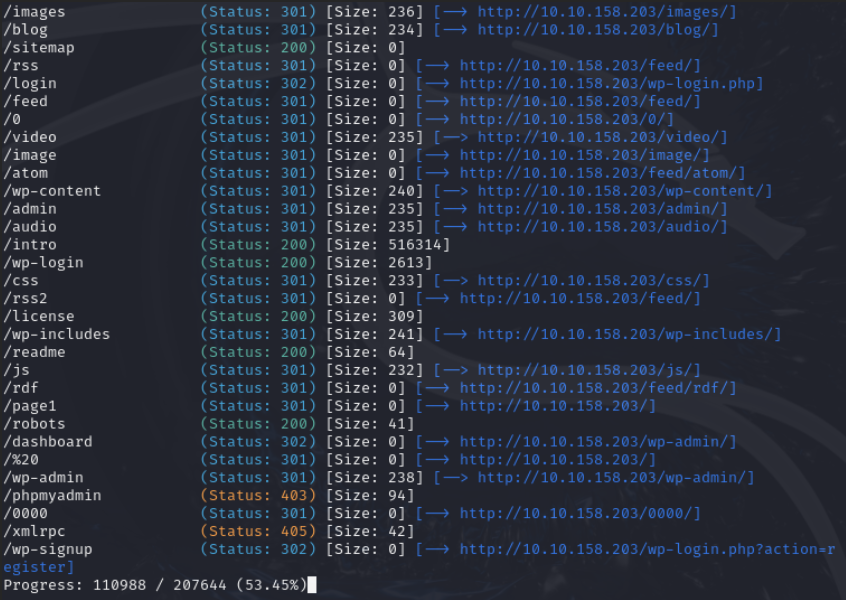 /images               (Status: 301) [Size: 236] [--> http://10.10.158.203/images/]
/blog                 (Status: 301) [Size: 234] [--> http://10.10.158.203/blog/]
/sitemap              (Status: 200) [Size: 0]
/rss                  (Status: 301) [Size: 0] [--> http://10.10.158.203/feed/]
/login                (Status: 302) [Size: 0] [--> http://10.10.158.203/wp-login.php]
/feed                 (Status: 301) [Size: 0] [--> http://10.10.158.203/feed/]
/0                    (Status: 301) [Size: 0] [--> http://10.10.158.203/0/]
/video                (Status: 301) [Size: 235] [--> http://10.10.158.203/video/]
/image                (Status: 301) [Size: 0] [--> http://10.10.158.203/image/]
/atom                 (Status: 301) [Size: 0] [--> http://10.10.158.203/feed/atom/]
/wp-content           (Status: 301) [Size: 240] [--> http://10.10.158.203/wp-content/]
/admin                (Status: 301) [Size: 235] [--> http://10.10.158.203/admin/]
/audio                (Status: 301) [Size: 235] [--> http://10.10.158.203/audio/]
/intro                (Status: 200) [Size: 516314]
/wp-login             (Status: 200) [Size: 2613]
/css                  (Status: 301) [Size: 233] [--> http://10.10.158.203/css/]
/rss2                 (Status: 301) [Size: 0] [--> http://10.10.158.203/feed/]
/license              (Status: 200) [Size: 309]
/wp-includes          (Status: 301) [Size: 241] [--> http://10.10.158.203/wp-includes/]
/readme               (Status: 200) [Size: 64]
/js                   (Status: 301) [Size: 232] [--> http://10.10.158.203/js/]
/rdf                  (Status: 301) [Size: 0] [--> http://10.10.158.203/feed/rdf/]
/page1                (Status: 301) [Size: 0] [--> http://10.10.158.203/]
/robots               (Status: 200) [Size: 41]
/dashboard            (Status: 302) [Size: 0] [--> http://10.10.158.203/wp-admin/]
/%20                  (Status: 301) [Size: 0] [--> http://10.10.158.203/]
/wp-admin             (Status: 301) [Size: 238] [--> http://10.10.158.203/wp-admin/]
/phpmyadmin           (Status: 403) [Size: 94]
/0000                 (Status: 301) [Size: 0] [--> http://10.10.158.203/0000/]
/xmlrpc               (Status: 405) [Size: 42]
/wp-signup            (Status: 302) [Size: 0] [--> http://10.10.158.203/wp-login.php?action=r
egister]
Progress: 110988 / 207644 (53.45%)